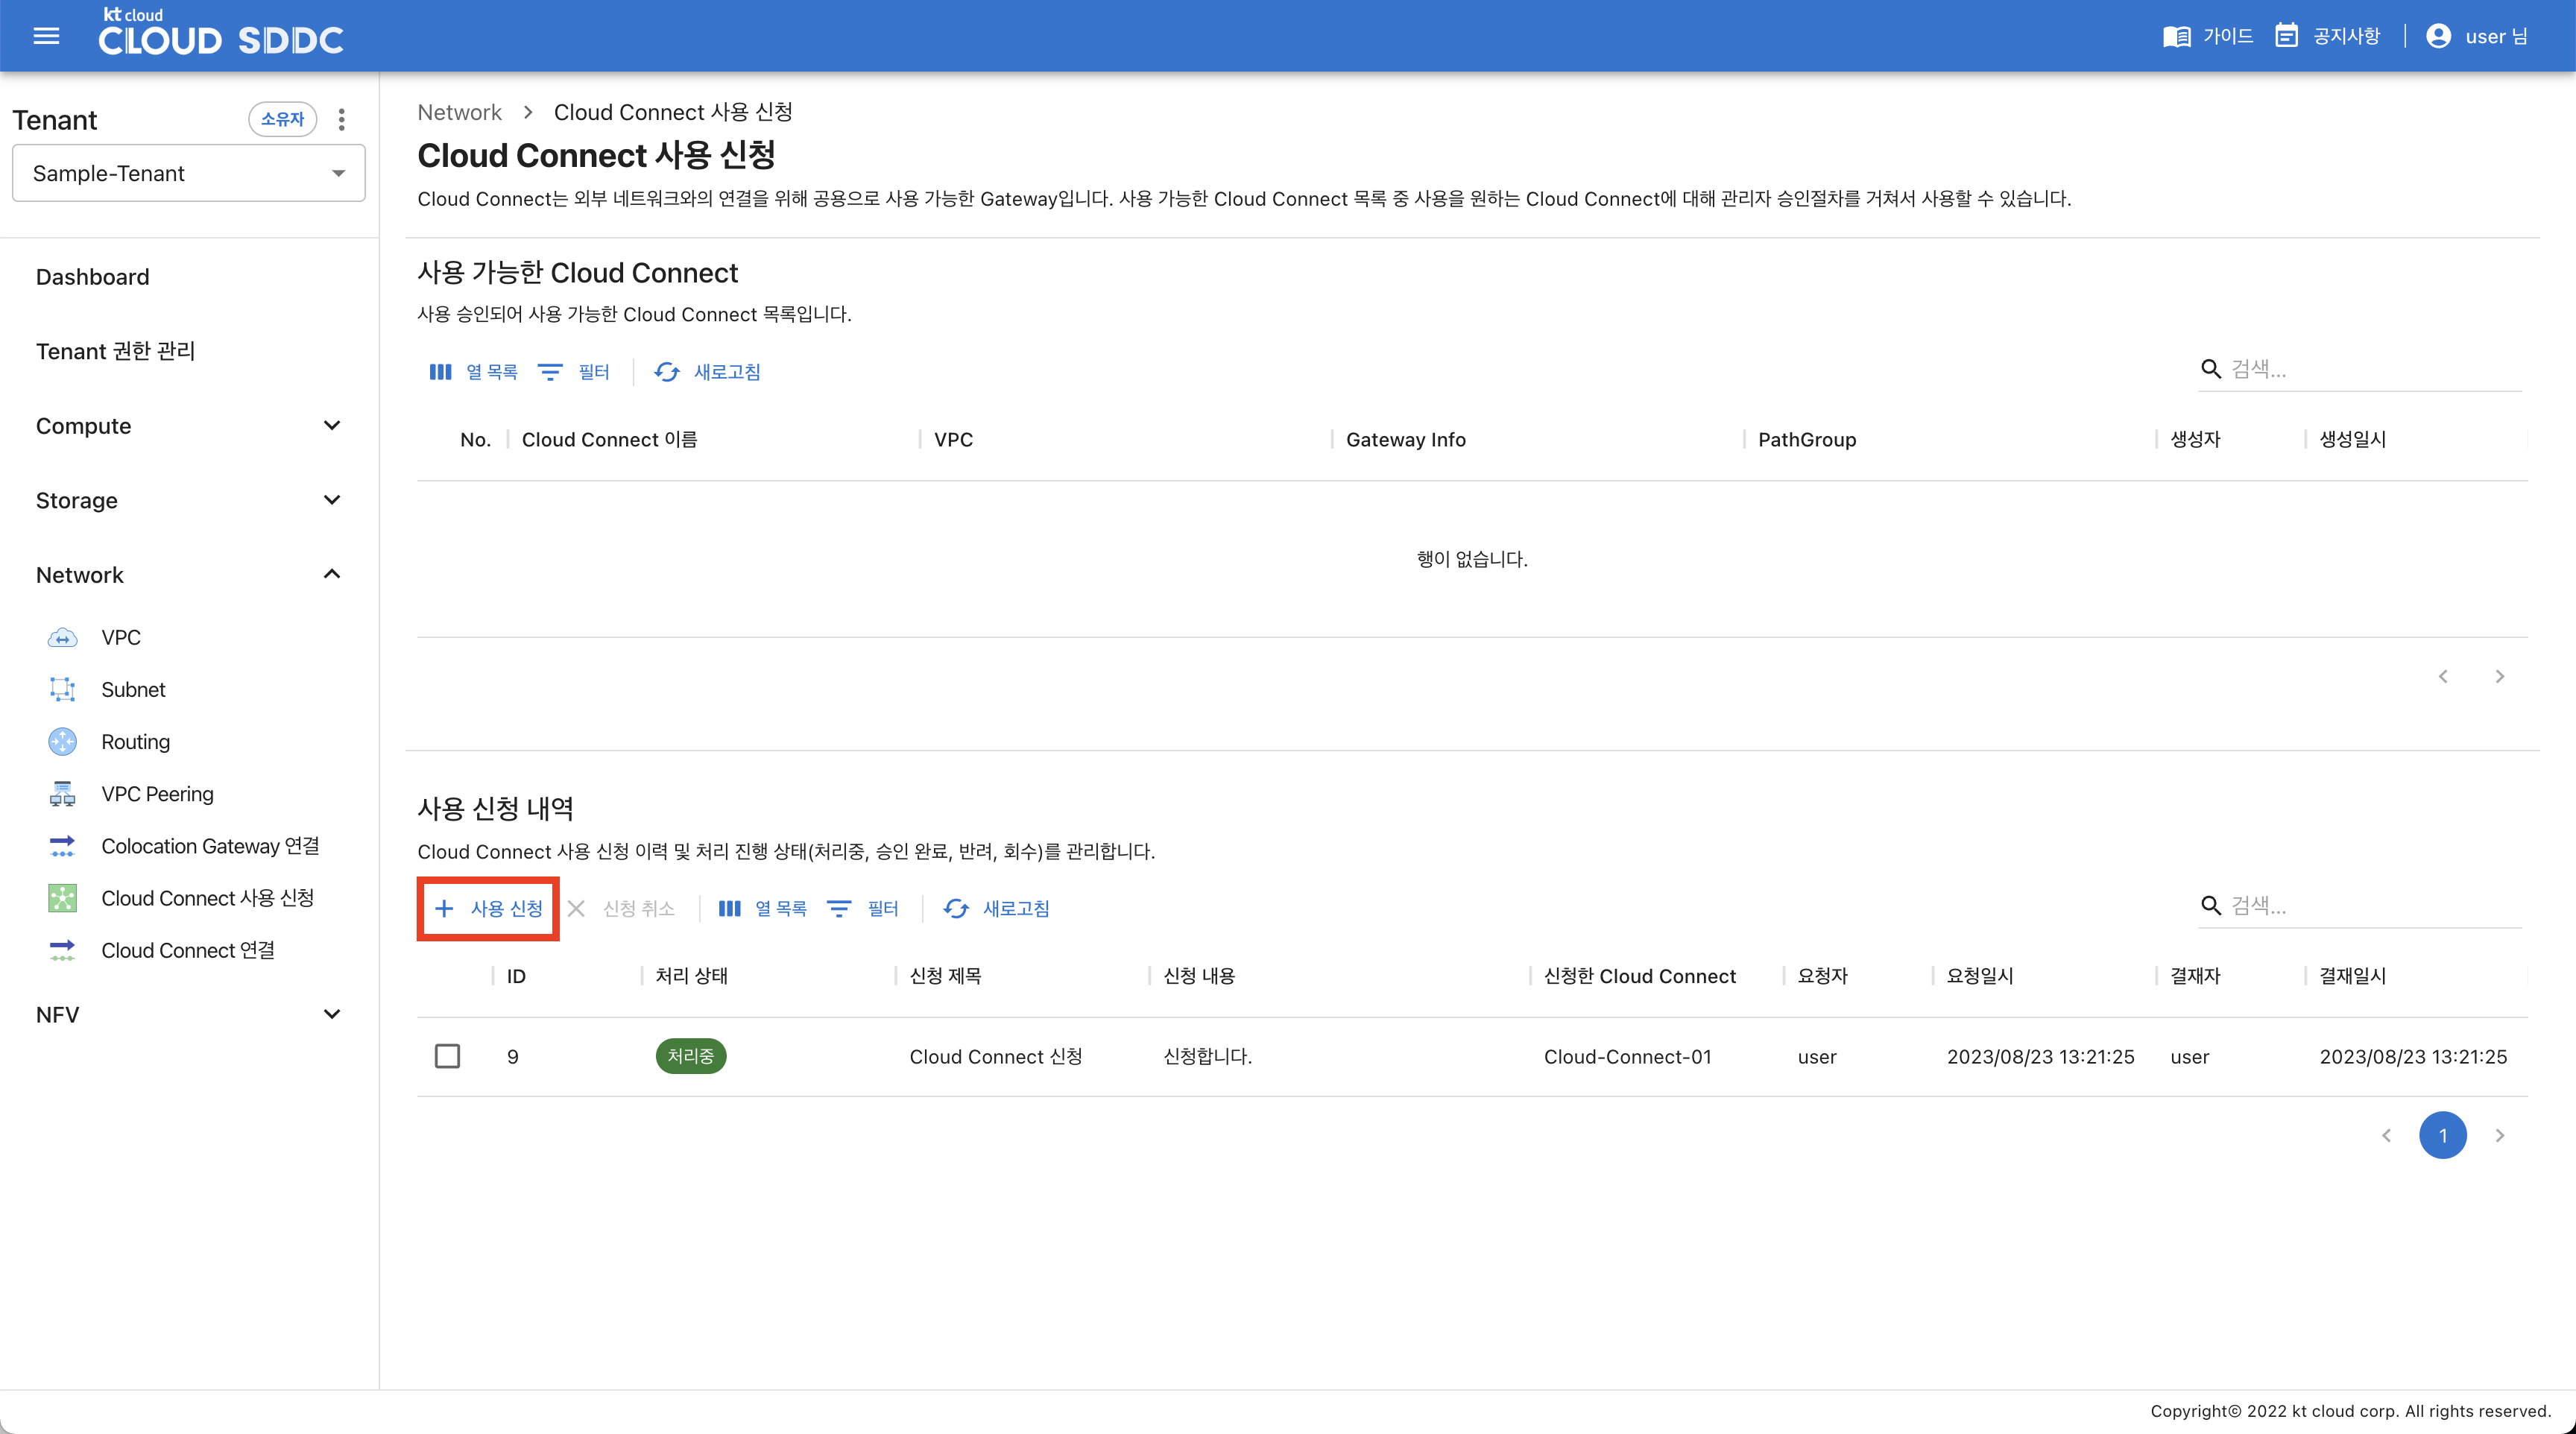 kt cloud
CLOUD SDDC
가이드
공지사항
user 님
Tenant
소유자
Sample-Tenant
Dashboard
Tenant 권한 관리
Compute
Storage
Network
VPC
Subnet
Routing
VPC Peering
Colocation Gateway 연결
Cloud Connect 사용 신청
Cloud Connect 연결
NFV
Network > Cloud Connect 사용 신청
Cloud Connect 사용 신청
Cloud Connect는 외부 네트워크와의 연결을 위해 공용으로 사용 가능한 Gateway입니다. 사용 가능한 Cloud Connect 목록 중 사용을 원하는 Cloud Connect에 대해 관리자 승인절차를 거쳐서 사용할 수 있습니다.
사용 가능한 Cloud Connect
사용 승인되어 사용 가능한 Cloud Connect 목록입니다.
열 목록 필터 새로고침 검색...
No. Cloud Connect 이름 VPC Gateway Info PathGroup 생성자 생성일시
행이 없습니다.
사용 신청 내역
Cloud Connect 사용 신청 이력 및 처리 진행 상태(처리중, 승인 완료, 반려, 회수)를 관리합니다.
사용 신청 신청 취소 열 목록 필터 새로고침 검색...
ID 처리 상태 신청 제목 신청 내용 신청한 Cloud Connect 요청자 요청일시 결재자 결재일시
9 처리중 Cloud Connect 신청 신청합니다. Cloud-Connect-01 user 2023/08/23 13:21:25 user 2023/08/23 13:21:25
1
Copyright© 2022 kt cloud corp. All rights reserved.